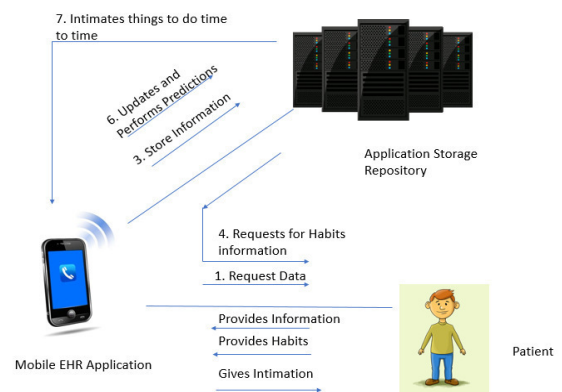 7. Intimates things to do time
to time
6. Updates and
Performs Predictions
3. Store Information
Application Storage
Repository
4. Requests for Habits
information
1. Request Data
Provides Information
Provides Habits
Gives Intimation
Mobile EHR Application
Patient